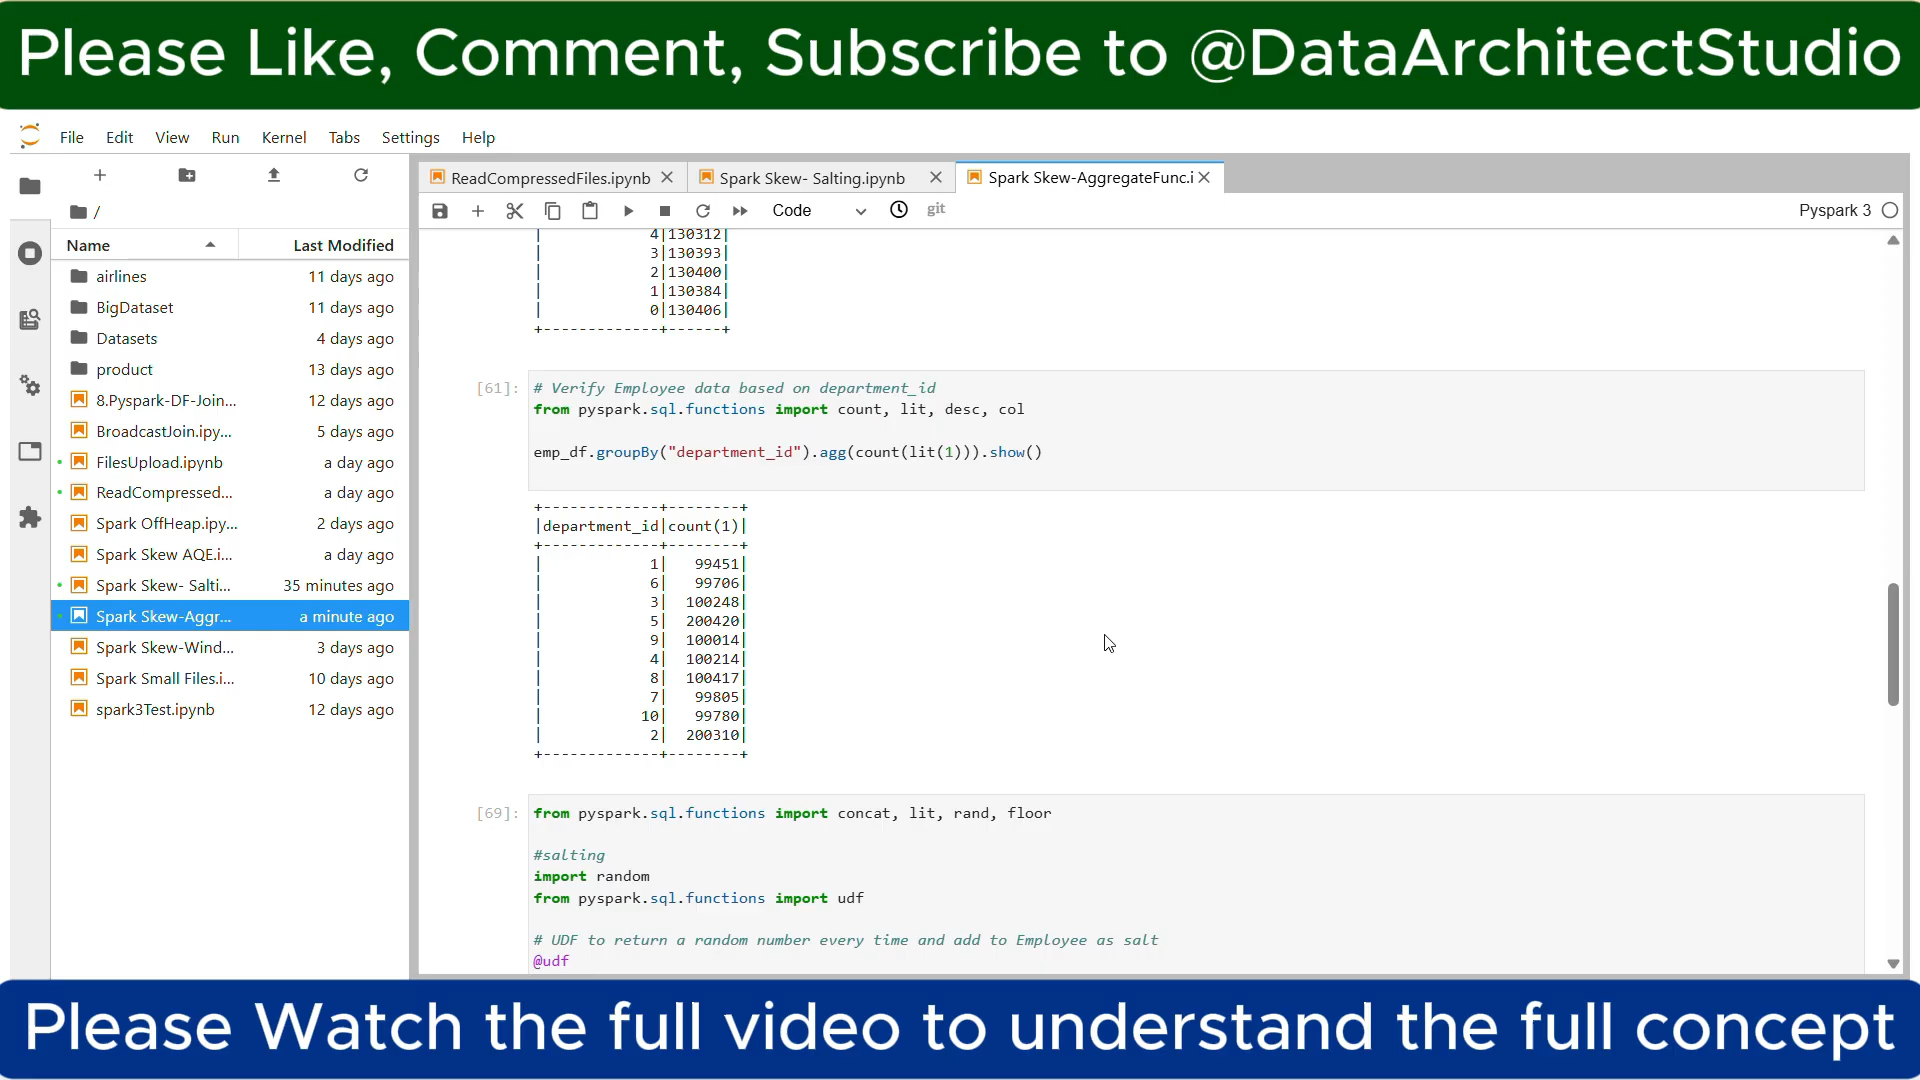 Please Like, Comment, Subscribe to @DataArchitectStudio
File Edit View Run Kernel Tabs Settings Help
ReadCompressedFiles.ipynb Spark Skew- Salting.ipynb Spark Skew-AggregateFunc.i
Code git Pyspark 3
/
Name Last Modified
airlines 11 days ago
BigDataset 11 days ago
Datasets 4 days ago
product 13 days ago
8.Pyspark-DF-Join... 12 days ago
BroadcastJoin.ipy... 5 days ago
FilesUpload.ipynb a day ago
ReadCompressed... a day ago
Spark OffHeap.ipy... 2 days ago
Spark Skew AQE.i... a day ago
Spark Skew- Salti... 35 minutes ago
Spark Skew-Aggr... a minute ago
Spark Skew-Wind... 3 days ago
Spark Small Files.i... 10 days ago
spark3Test.ipynb 12 days ago
| 4|130312|
| 3|130393|
| 2|130400|
| 1|130384|
| 0|130406|
+-------------+------+
[61]: # Verify Employee data based on department_id
from pyspark.sql.functions import count, lit, desc, col
emp_df.groupBy("department_id").agg(count(lit(1))).show()
+-------------+--------+
|department_id|count(1)|
+-------------+--------+
| 1| 99451|
| 6| 99706|
| 3| 100248|
| 5| 200420|
| 9| 100014|
| 4| 100214|
| 8| 100417|
| 7| 99805|
| 10| 99780|
| 2| 200310|
+-------------+--------+
[69]: from pyspark.sql.functions import concat, lit, rand, floor
#salting
import random
from pyspark.sql.functions import udf
# UDF to return a random number every time and add to Employee as salt
@udf
Please Watch the full video to understand the full concept